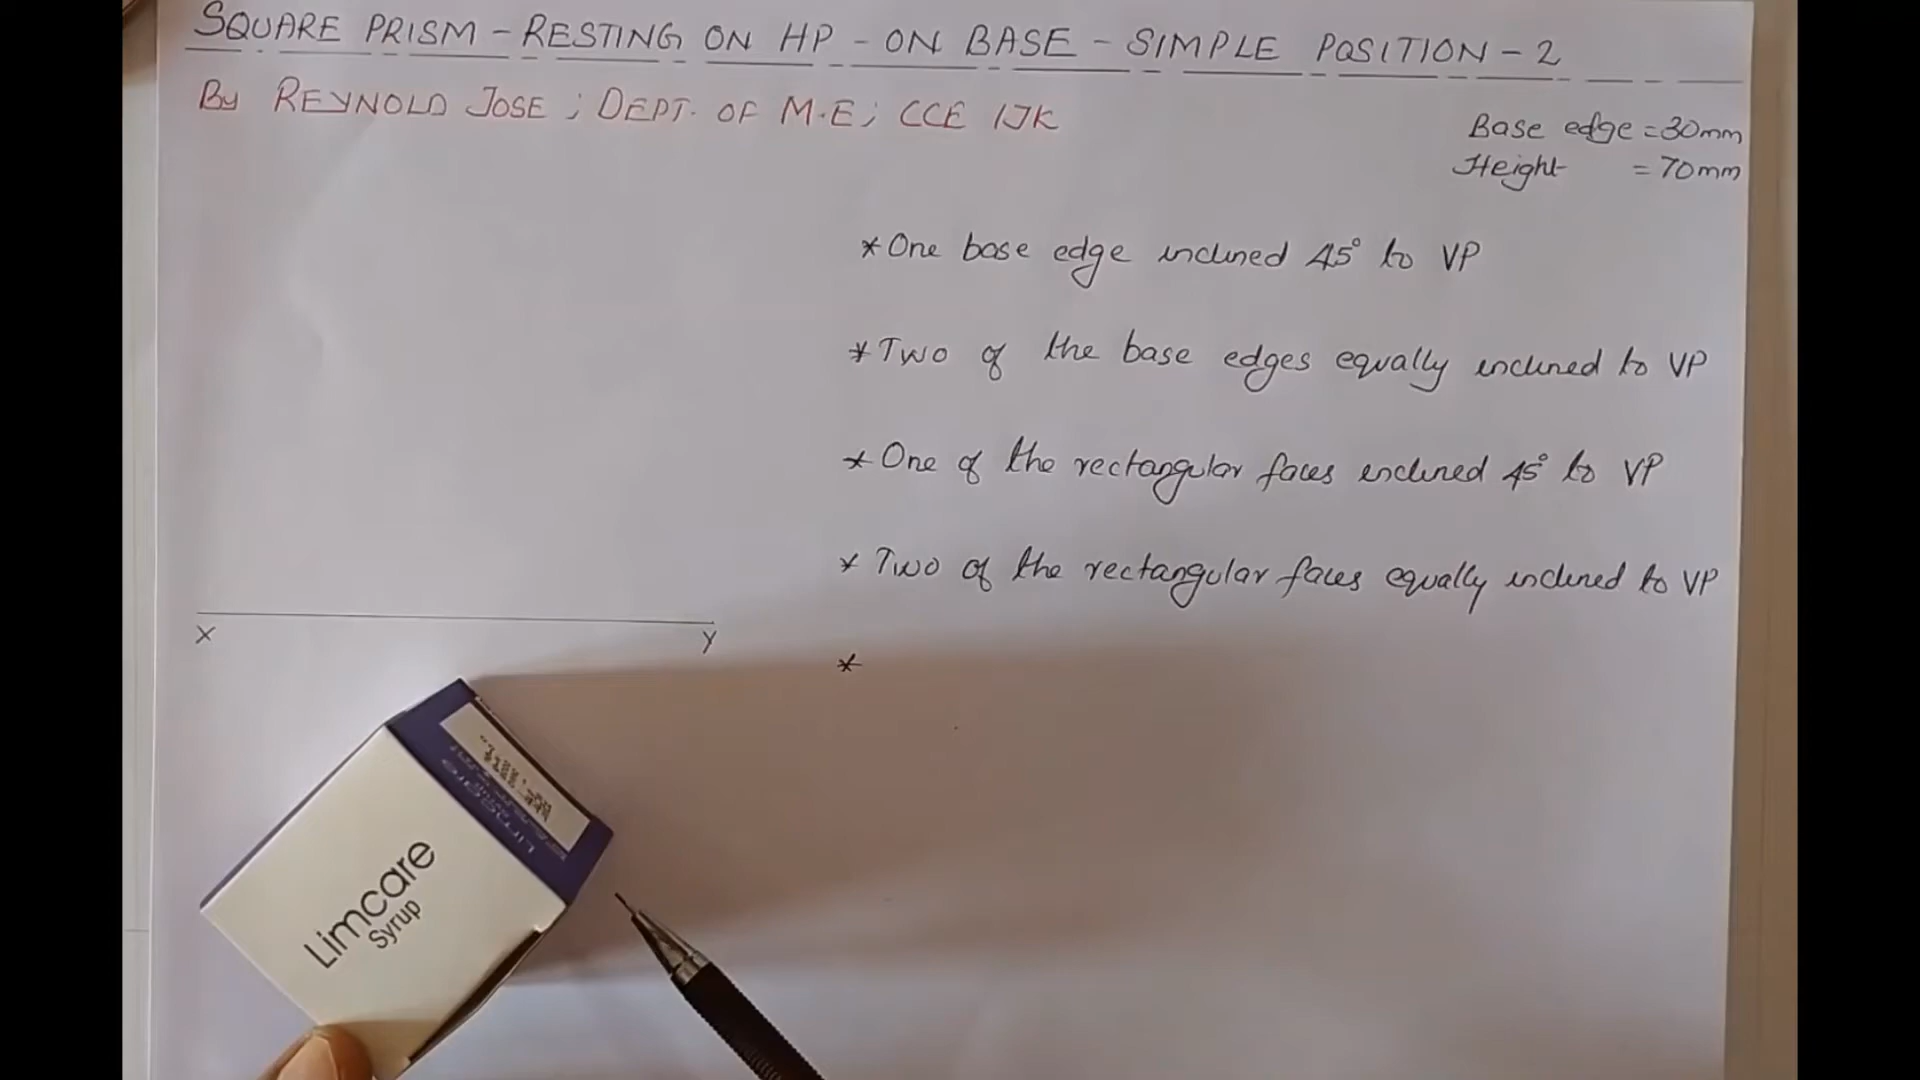 SQUARE PRISM - RESTING ON HP - ON BASE - SIMPLE POSITION - 2
By REYNOLD JOSE ; DEPT. OF M.E ; CCE IJK
Base edge = 30mm
Height = 70mm
* One base edge inclined 45° to VP
* Two of the base edges equally inclined to VP
* One of the rectangular faces inclined 45° to VP
* Two of the rectangular faces equally inclined to VP
X Y
*
Limcare
Limcare
Syrup